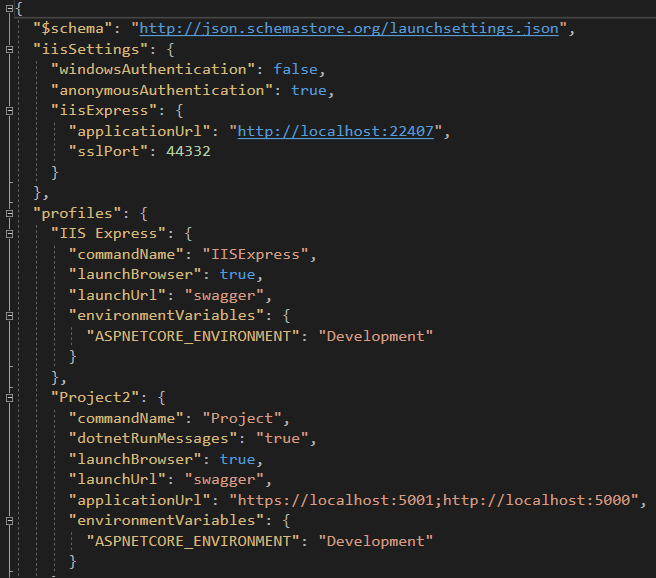 {
"$schema": "http://json.schemastore.org/launchsettings.json",
"iisSettings": {
"windowsAuthentication": false,
"anonymousAuthentication": true,
"iisExpress": {
"applicationUrl": "http://localhost:22407",
"sslPort": 44332
}
},
"profiles": {
"IIS Express": {
"commandName": "IISExpress",
"launchBrowser": true,
"launchUrl": "swagger",
"environmentVariables": {
"ASPNETCORE_ENVIRONMENT": "Development"
}
},
"Project2": {
"commandName": "Project",
"dotnetRunMessages": "true",
"launchBrowser": true,
"launchUrl": "swagger",
"applicationUrl": "https://localhost:5001;http://localhost:5000",
"environmentVariables": {
"ASPNETCORE_ENVIRONMENT": "Development"
}